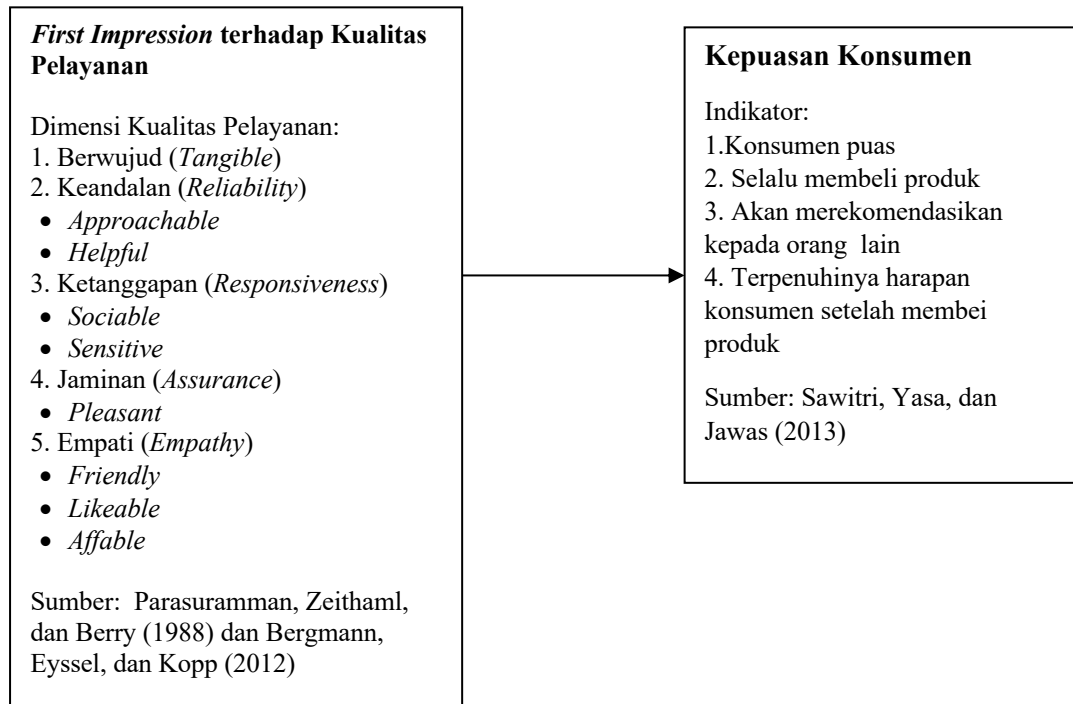 First Impression terhadap Kualitas
Pelayanan
Dimensi Kualitas Pelayanan:
1. Berwujud (Tangible)
2. Keandalan (Reliability)
• Approachable
• Helpful
3. Ketanggapan (Responsiveness)
• Sociable
• Sensitive
4. Jaminan (Assurance)
• Pleasant
5. Empati (Empathy)
• Friendly
• Likeable
• Affable
Sumber: Parasuramman, Zeithaml,
dan Berry (1988) dan Bergmann,
Eyssel, dan Kopp (2012)
Kepuasan Konsumen
Indikator:
1.Konsumen puas
2. Selalu membeli produk
3. Akan merekomendasikan
kepada orang lain
4. Terpenuhinya harapan
konsumen setelah membei
produk
Sumber: Sawitri, Yasa, dan
Jawas (2013)